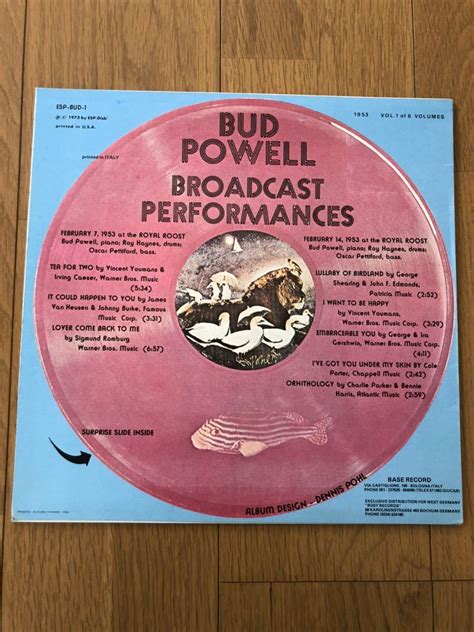 ESP-BUD-1
℗ © 1973 by ESP-Disk'
printed in U.S.A.
printed in ITALY
1953 VOL.1 of 6 VOLUMES
BUD
POWELL
BROADCAST
PERFORMANCES
FEBRUARY 7, 1953 at the ROYAL ROOST
Bud Powell, piano; Roy Haynes, drums;
Oscar Pettiford, bass.
TEA FOR TWO by Vincent Youmans &
Irving Caeser, Warner Bros. Music
(5:34)
IT COULD HAPPEN TO YOU by James
Van Heusen & Johnny Burke, Famous
Music Corp. (3:31)
LOVER COME BACK TO ME
by Sigmund Romburg
Warner Bros. Music (6:57)
FEBRUARY 14, 1953 at the ROYAL ROOST
Bud Powell, piano; Roy Haynes, drums;
Oscar Pettiford, bass.
LULLABY OF BIRDLAND by George
Shearing & John F. Edmonds,
Patricia Music (2:52)
I WANT TO BE HAPPY
by Vincent Youmans,
Warner Bros. Music (3:29)
EMBRACEABLE YOU by George & Ira
Gershwin, Warner Bros. Music
(4:11)
I'VE GOT YOU UNDER MY SKIN by Cole
Porter, Chappell Music (2:42)
ORNITHOLOGY by Charlie Parker & Bennie
Harris, Atlantic Music (2:59)
SURPRISE SLIDE INSIDE
ALBUM DESIGN - DENNIS POHL
BASE RECORD
VIA CASTIGLIONE, BOLOGNA/ITALY
PHONE 051
EXCLUSIVE DISTRIBUTION FOR WEST GERMANY
"ROSY RECORDS"
BOCHUM GERMANY
PHONE